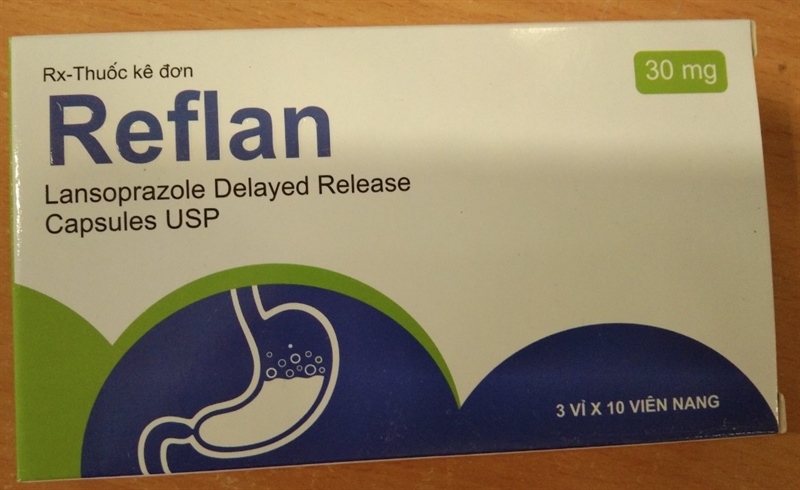 Rx-Thuốc kê đơn
30 mg
Reflan
Lansoprazole Delayed Release
Capsules USP
3 VỈ X 10 VIÊN NANG